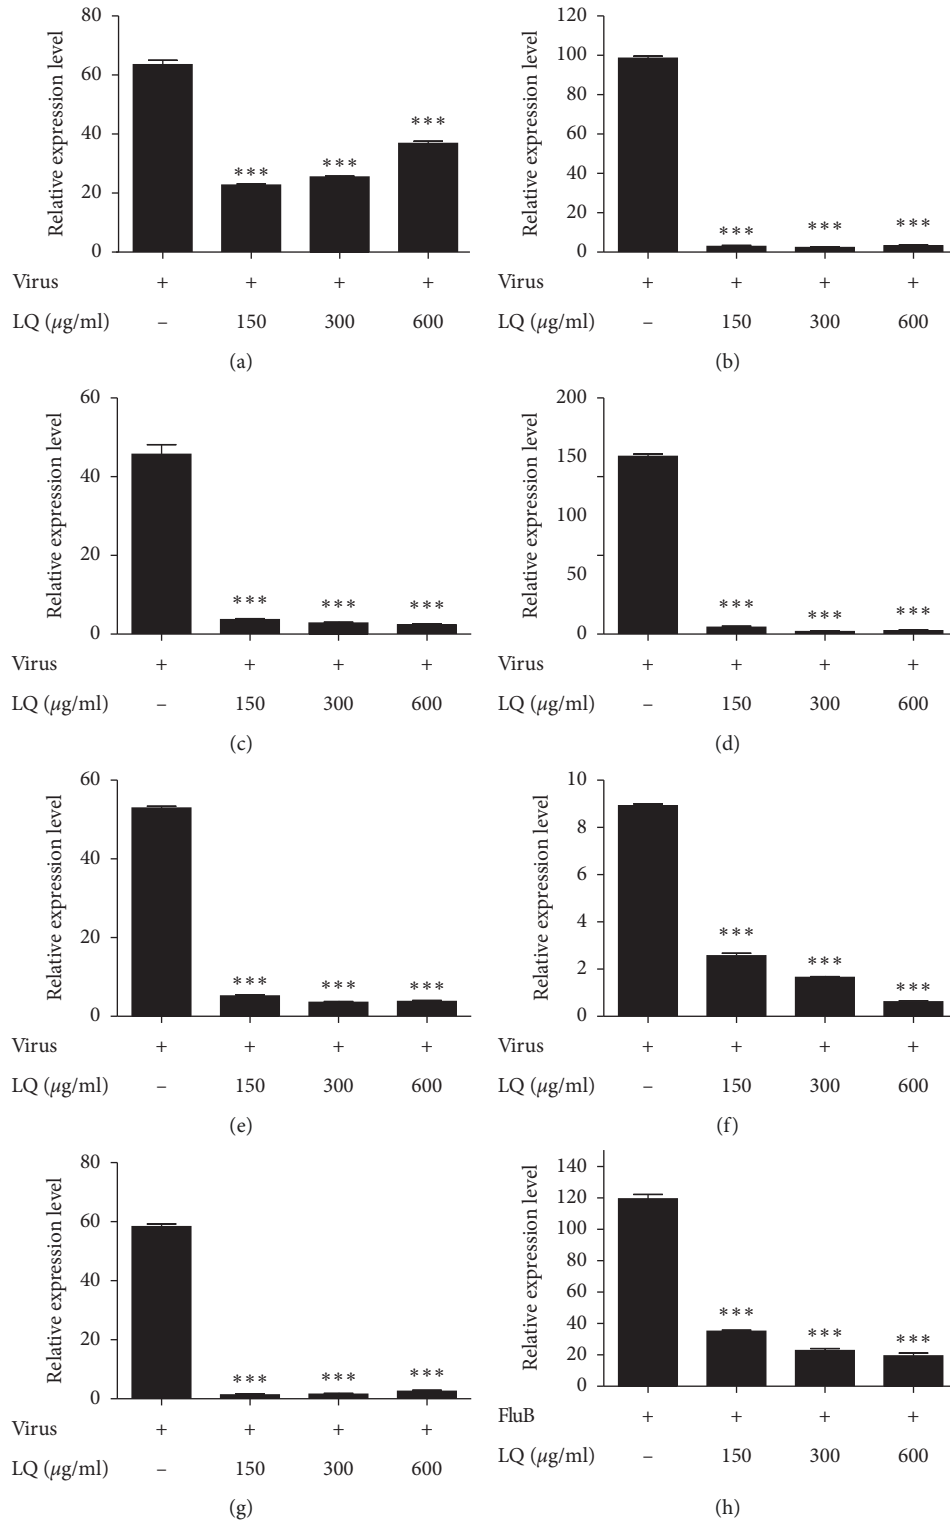 Relative expression level
80
60
40
20
0
***
***
***
Virus + + + +
LQ (μg/ml) – 150 300 600
(a)
Relative expression level
120
100
80
60
40
20
0
***
***
***
Virus + + + +
LQ (μg/ml) – 150 300 600
(b)
Relative expression level
60
40
20
0
***
***
***
Virus + + + +
LQ (μg/ml) – 150 300 600
(c)
Relative expression level
200
150
100
50
0
***
***
***
Virus + + + +
LQ (μg/ml) – 150 300 600
(d)
Relative expression level
60
40
20
0
***
***
***
Virus + + + +
LQ (μg/ml) – 150 300 600
(e)
Relative expression level
10
8
6
4
2
0
***
***
***
Virus + + + +
LQ (μg/ml) – 150 300 600
(f)
Relative expression level
80
60
40
20
0
***
***
***
Virus + + + +
LQ (μg/ml) – 150 300 600
(g)
Relative expression level
140
120
100
80
60
40
20
0
***
***
***
FluB + + + +
LQ (μg/ml) – 150 300 600
(h)